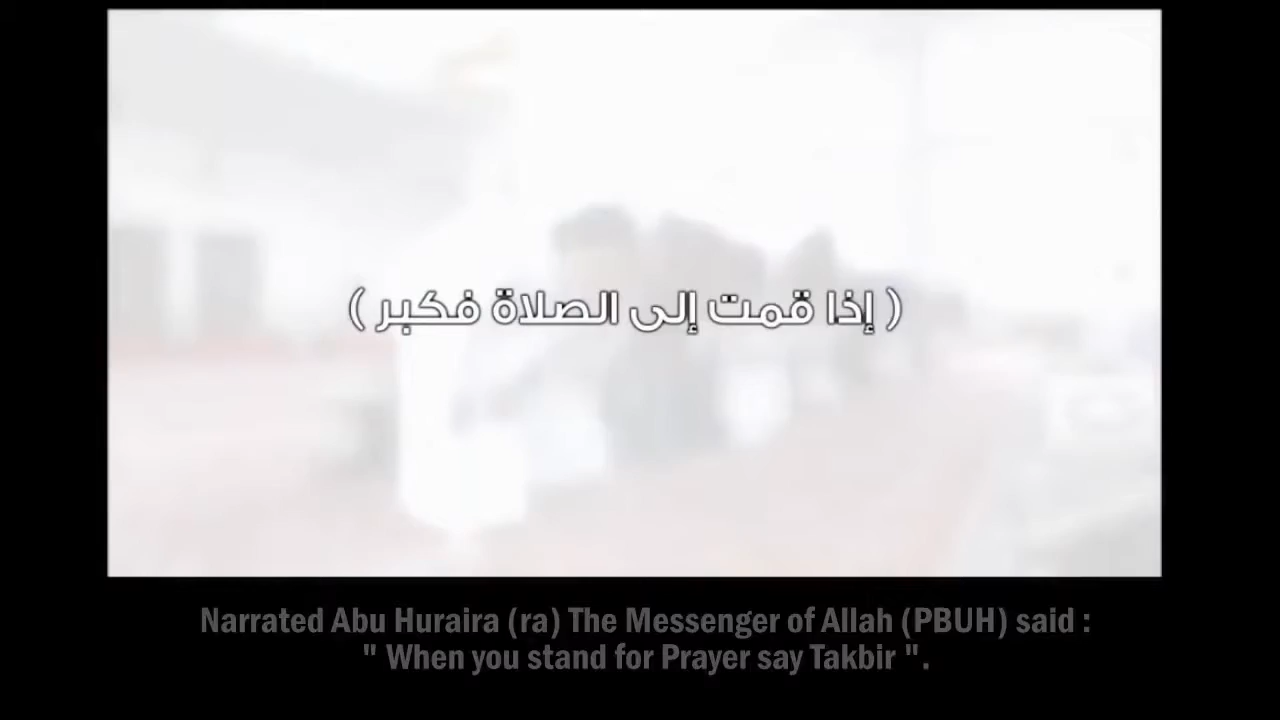 ( إذا قمت إلى الصلاة فكبر )
Narrated Abu Huraira (ra) The Messenger of Allah (PBUH) said :
" When you stand for Prayer say Takbir ".